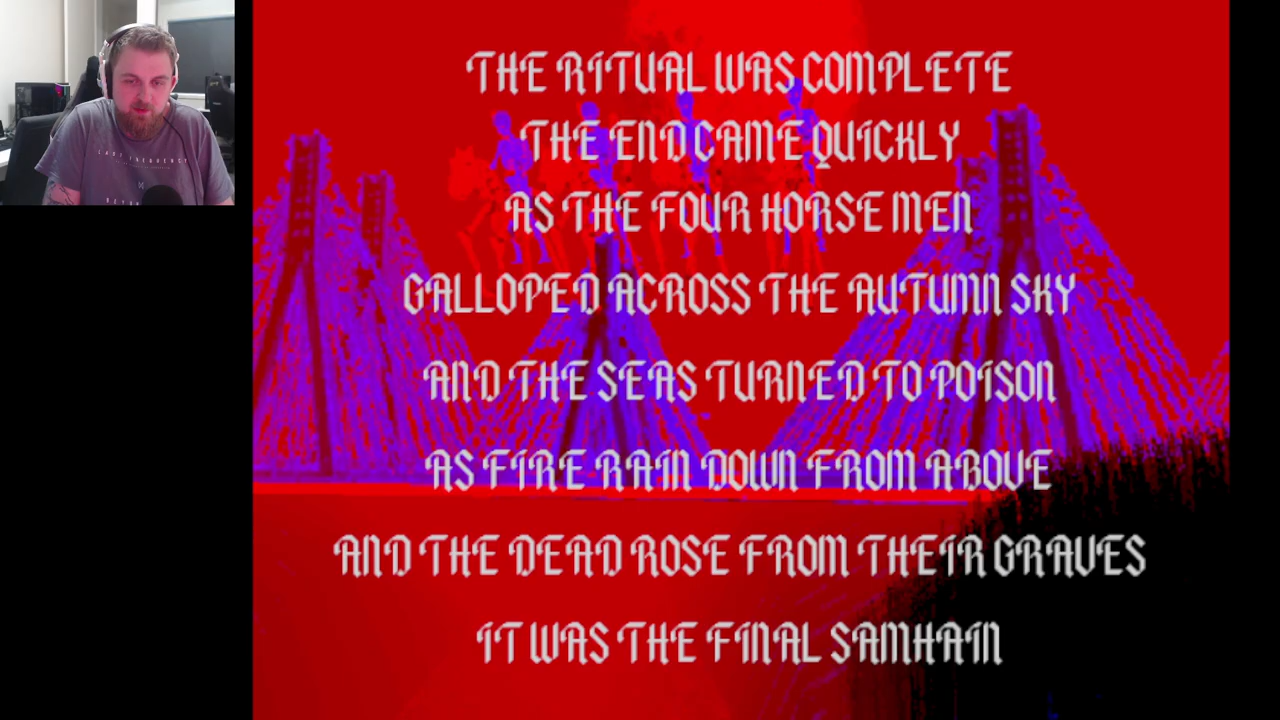 LAST FREQUENCY
THE RITUAL WAS COMPLETE
THE END CAME QUICKLY
AS THE FOUR HORSE MEN
GALLOPED ACROSS THE AUTUMN SKY
AND THE SEAS TURNED TO POISON
AS FIRE RAIN DOWN FROM ABOVE
AND THE DEAD ROSE FROM THEIR GRAVES
IT WAS THE FINAL SAMHAIN